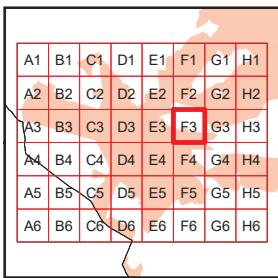 A1 B1 C1 D1 E1 F1 G1 H1
A2 B2 C2 D2 E2 F2 G2 H2
A3 B3 C3 D3 E3 F3 G3 H3
A4 B4 C4 D4 E4 F4 G4 H4
A5 B5 C5 D5 E5 F5 G5 H5
A6 B6 C6 D6 E6 F6 G6 H6